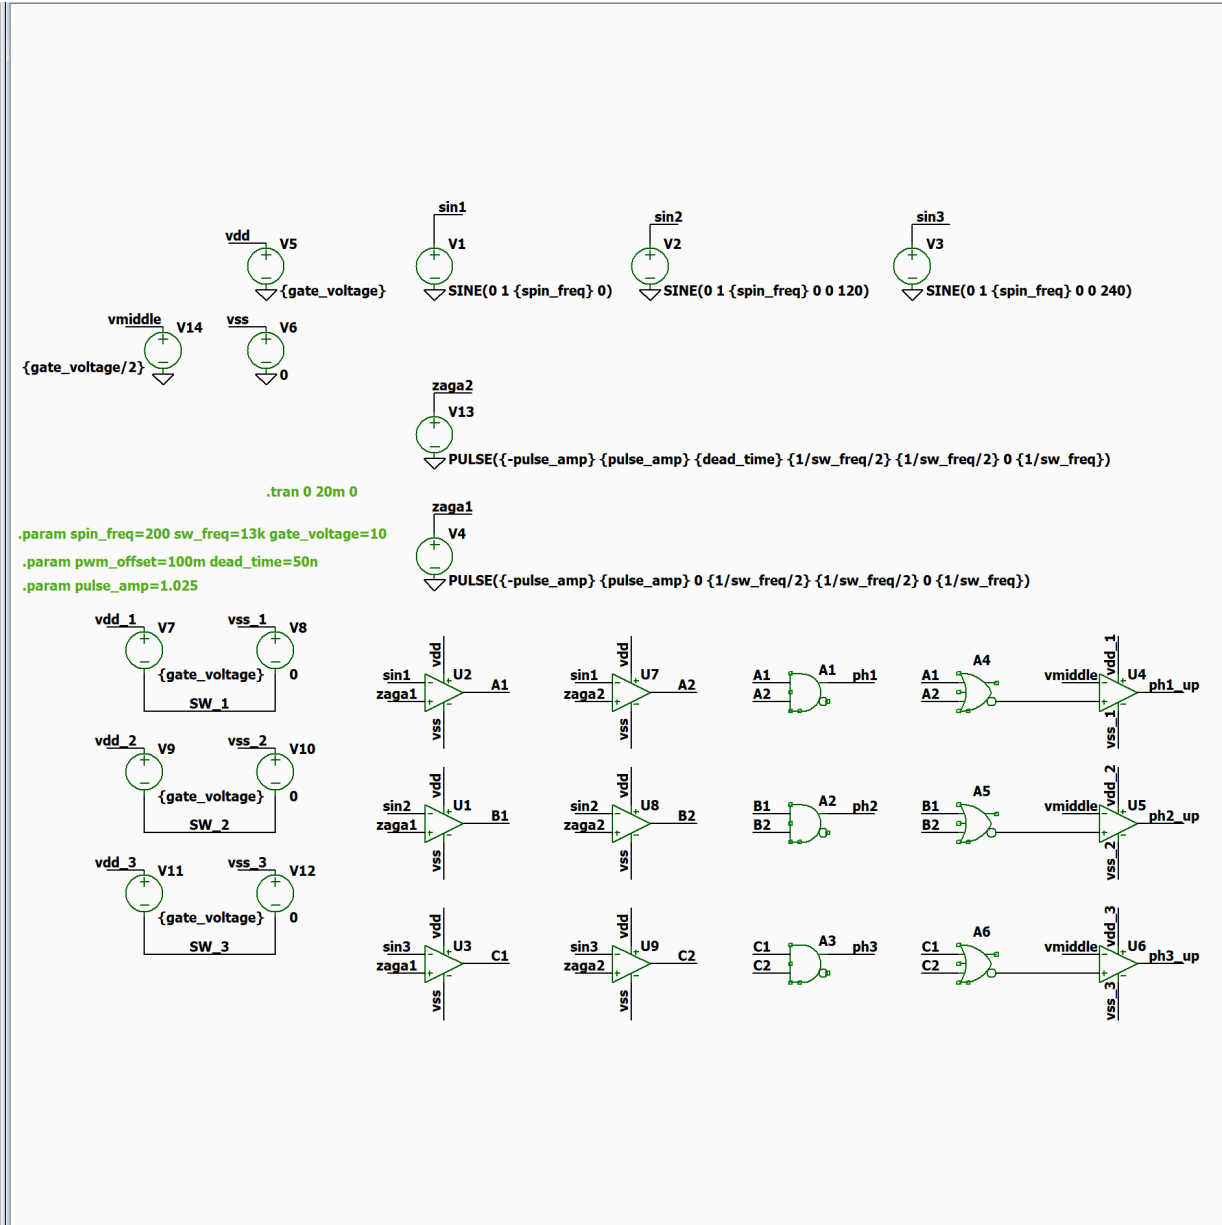 sin1
sin2
sin3
vdd
V5
V1
V2
V3
{gate_voltage}
SINE(0 1 {spin_freq} 0)
SINE(0 1 {spin_freq} 0 0 120)
SINE(0 1 {spin_freq} 0 0 240)
vmiddle
V14
vss
V6
{gate_voltage/2}
0
zaga2
V13
PULSE({-pulse_amp} {pulse_amp} {dead_time} {1/sw_freq/2} {1/sw_freq/2} 0 {1/sw_freq})
.tran 0 20m 0
zaga1
V4
.param spin_freq=200 sw_freq=13k gate_voltage=10
.param pwm_offset=100m dead_time=50n
PULSE({-pulse_amp} {pulse_amp} 0 {1/sw_freq/2} {1/sw_freq/2} 0 {1/sw_freq})
.param pulse_amp=1.025
vdd_1
V7
vss_1
V8
{gate_voltage}
0
SW_1
vdd_2
V9
vss_2
V10
{gate_voltage}
0
SW_2
vdd_3
V11
vss_3
V12
{gate_voltage}
0
SW_3
sin1
zaga1
vdd
U2
vss
A1
sin1
zaga2
vdd
U7
vss
A2
A1
A2
A1
ph1
A1
A2
A4
vmiddle
vdd_1
U4
vss_1
ph1_up
sin2
zaga1
vdd
U1
vss
B1
sin2
zaga2
vdd
U8
vss
B2
B1
B2
A2
ph2
B1
B2
A5
vmiddle
vdd_2
U5
vss_2
ph2_up
sin3
zaga1
vdd
U3
vss
C1
sin3
zaga2
vdd
U9
vss
C2
C1
C2
A3
ph3
C1
C2
A6
vmiddle
vdd_3
U6
vss_3
ph3_up